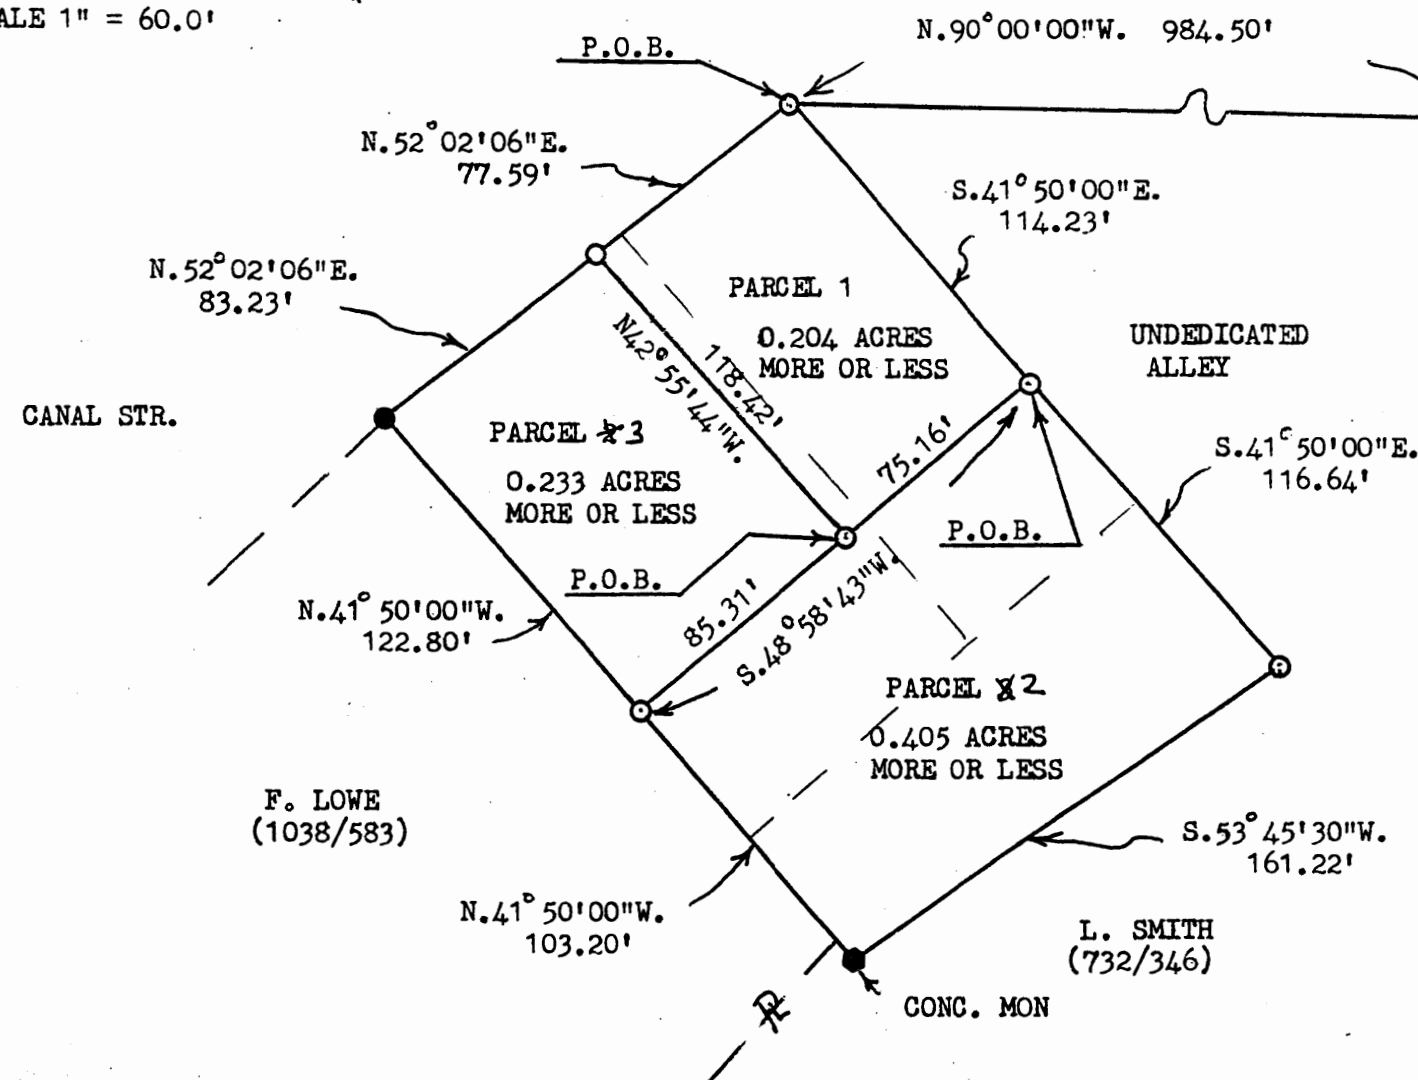 ALE 1" = 60.0'
N.90°00'00"W. 984.50'
P.O.B.
N.52°02'06"E.
77.59'
S.41°50'00"E.
114.23'
N.52°02'06"E.
83.23'
PARCEL 1
0.204 ACRES
MORE OR LESS
UNDEDICATED
ALLEY
N42°55'44"W.
118.42'
CANAL STR.
PARCEL 3
0.233 ACRES
MORE OR LESS
75.16'
S.41°50'00"E.
116.64'
P.O.B.
P.O.B.
N.41°50'00"W.
122.80'
85.31'
S.48°58'43"W.
PARCEL 2
0.405 ACRES
MORE OR LESS
F. LOWE
(1038/583)
S.53°45'30"W.
161.22'
N.41°50'00"W.
103.20'
L. SMITH
(732/346)
CONC. MON